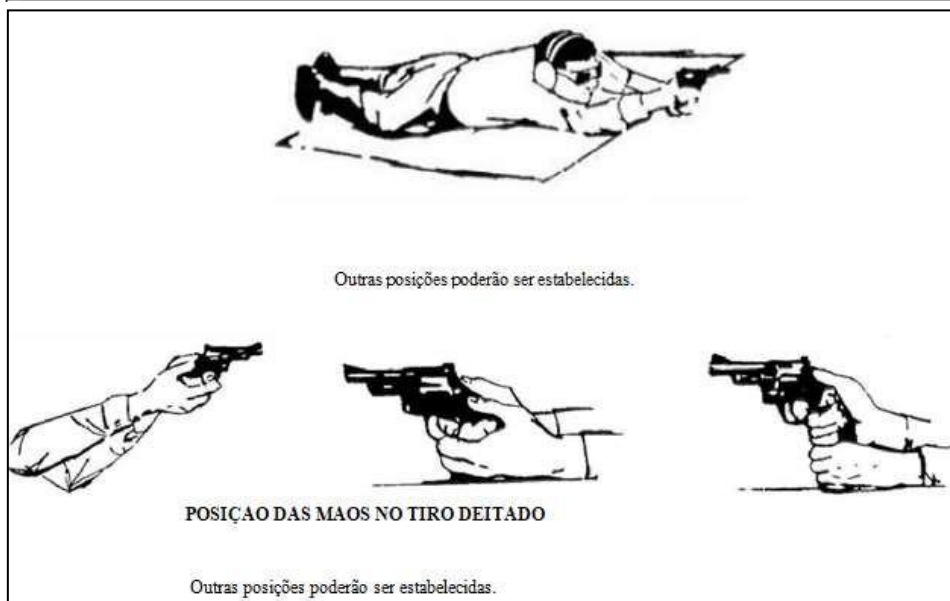 Outras posições poderão ser estabelecidas.
POSIÇAO DAS MAOS NO TIRO DEITADO
Outras posições poderão ser estabelecidas.